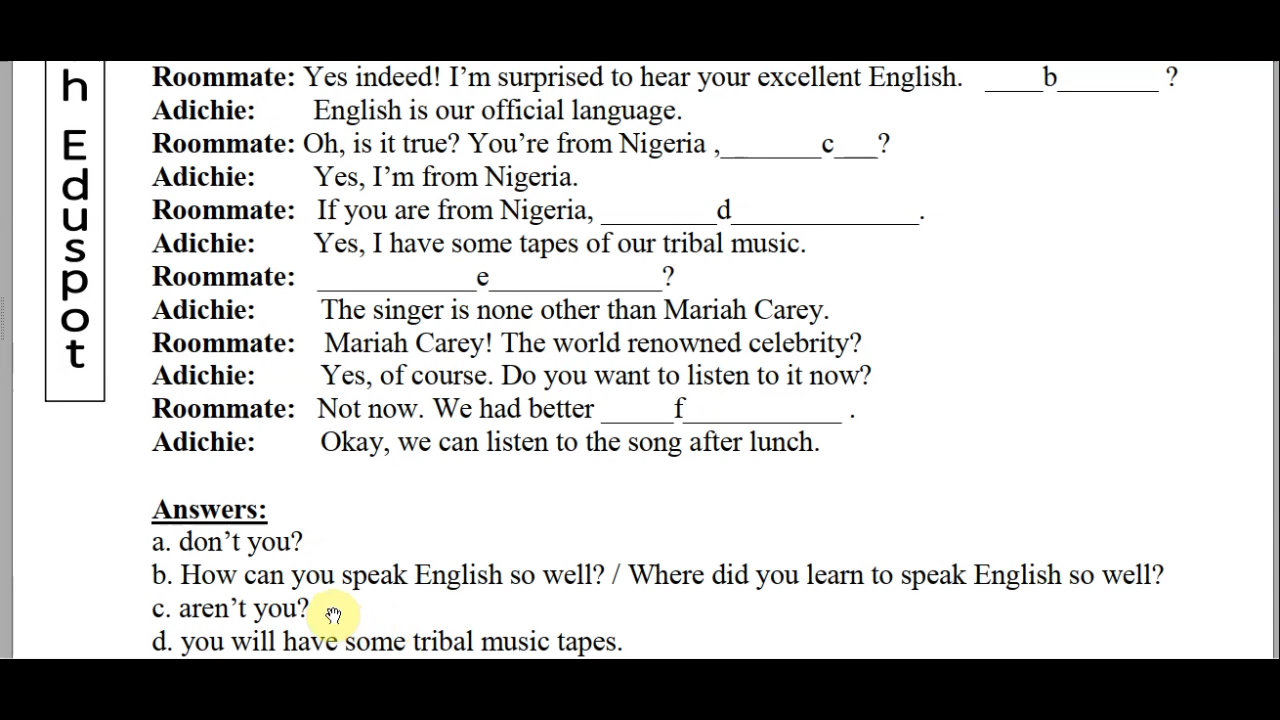 h Eduspot
Roommate: Yes indeed! I’m surprised to hear your excellent English. ____b_______ ?
Adichie: English is our official language.
Roommate: Oh, is it true? You’re from Nigeria ,_______c___?
Adichie: Yes, I’m from Nigeria.
Roommate: If you are from Nigeria, ________d_____________.
Adichie: Yes, I have some tapes of our tribal music.
Roommate: ___________e____________?
Adichie: The singer is none other than Mariah Carey.
Roommate: Mariah Carey! The world renowned celebrity?
Adichie: Yes, of course. Do you want to listen to it now?
Roommate: Not now. We had better _____f___________ .
Adichie: Okay, we can listen to the song after lunch.
Answers:
a. don’t you?
b. How can you speak English so well? / Where did you learn to speak English so well?
c. aren’t you?
d. you will have some tribal music tapes.